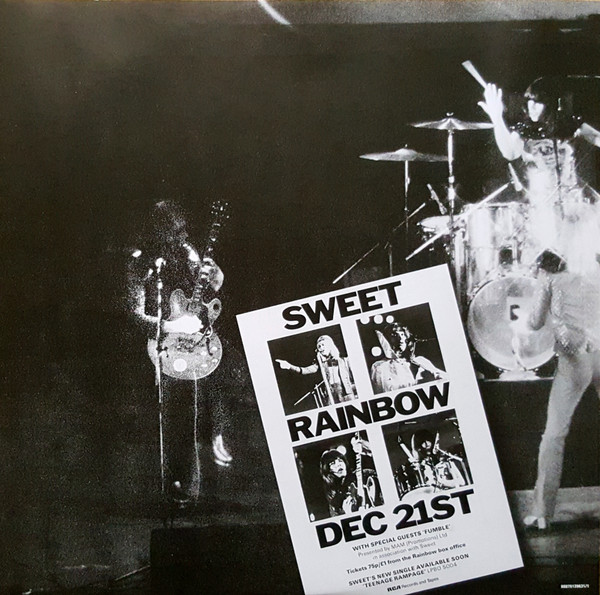 SWEET
RAINBOW
DEC 21ST
WITH SPECIAL GUESTS 'FUMBLE'
Presented by MAM (Promotions) Ltd
in association with Sweet
Tickets 75p/£1 from the Rainbow box office
SWEET'S NEW SINGLE AVAILABLE SOON
'TEENAGE RAMPAGE' LPBO 5004
RCA Records and Tapes